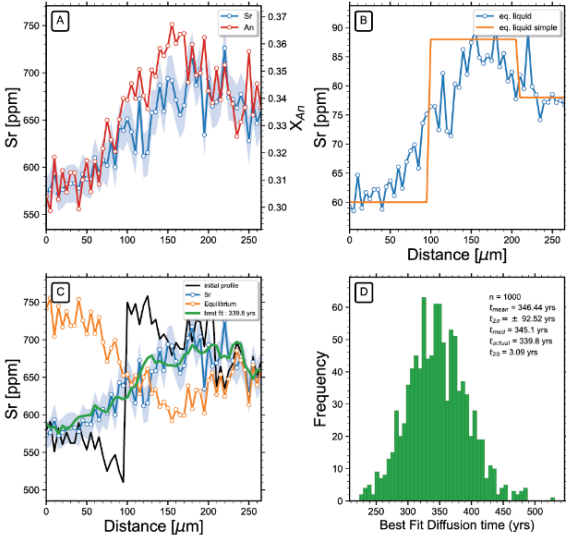 A
Sr
An
Sr [ppm]
750
700
650
600
550
0.37
0.36
0.35
0.34
0.33
0.32
0.31
0.30
X_An
0 50 100 150 200 250
Distance [μm]
B
eq. liquid
eq. liquid simple
Sr [ppm]
90
85
80
75
70
65
60
0 50 100 150 200 250
Distance [μm]
C
initial profile
Sr
Equilibrium
best fit : 339.8 yrs
Sr [ppm]
750
700
650
600
550
500
0 50 100 150 200 250
Distance [μm]
D
n = 1000
t_mean = 346.44 yrs
t_2σ = ± 92.52 yrs
t_med = 345.1 yrs
t_actual = 339.8 yrs
Frequency
60
50
40
30
20
10
0
250 300 350 400 450 500 550
Best Fit Diffusion time (yrs)